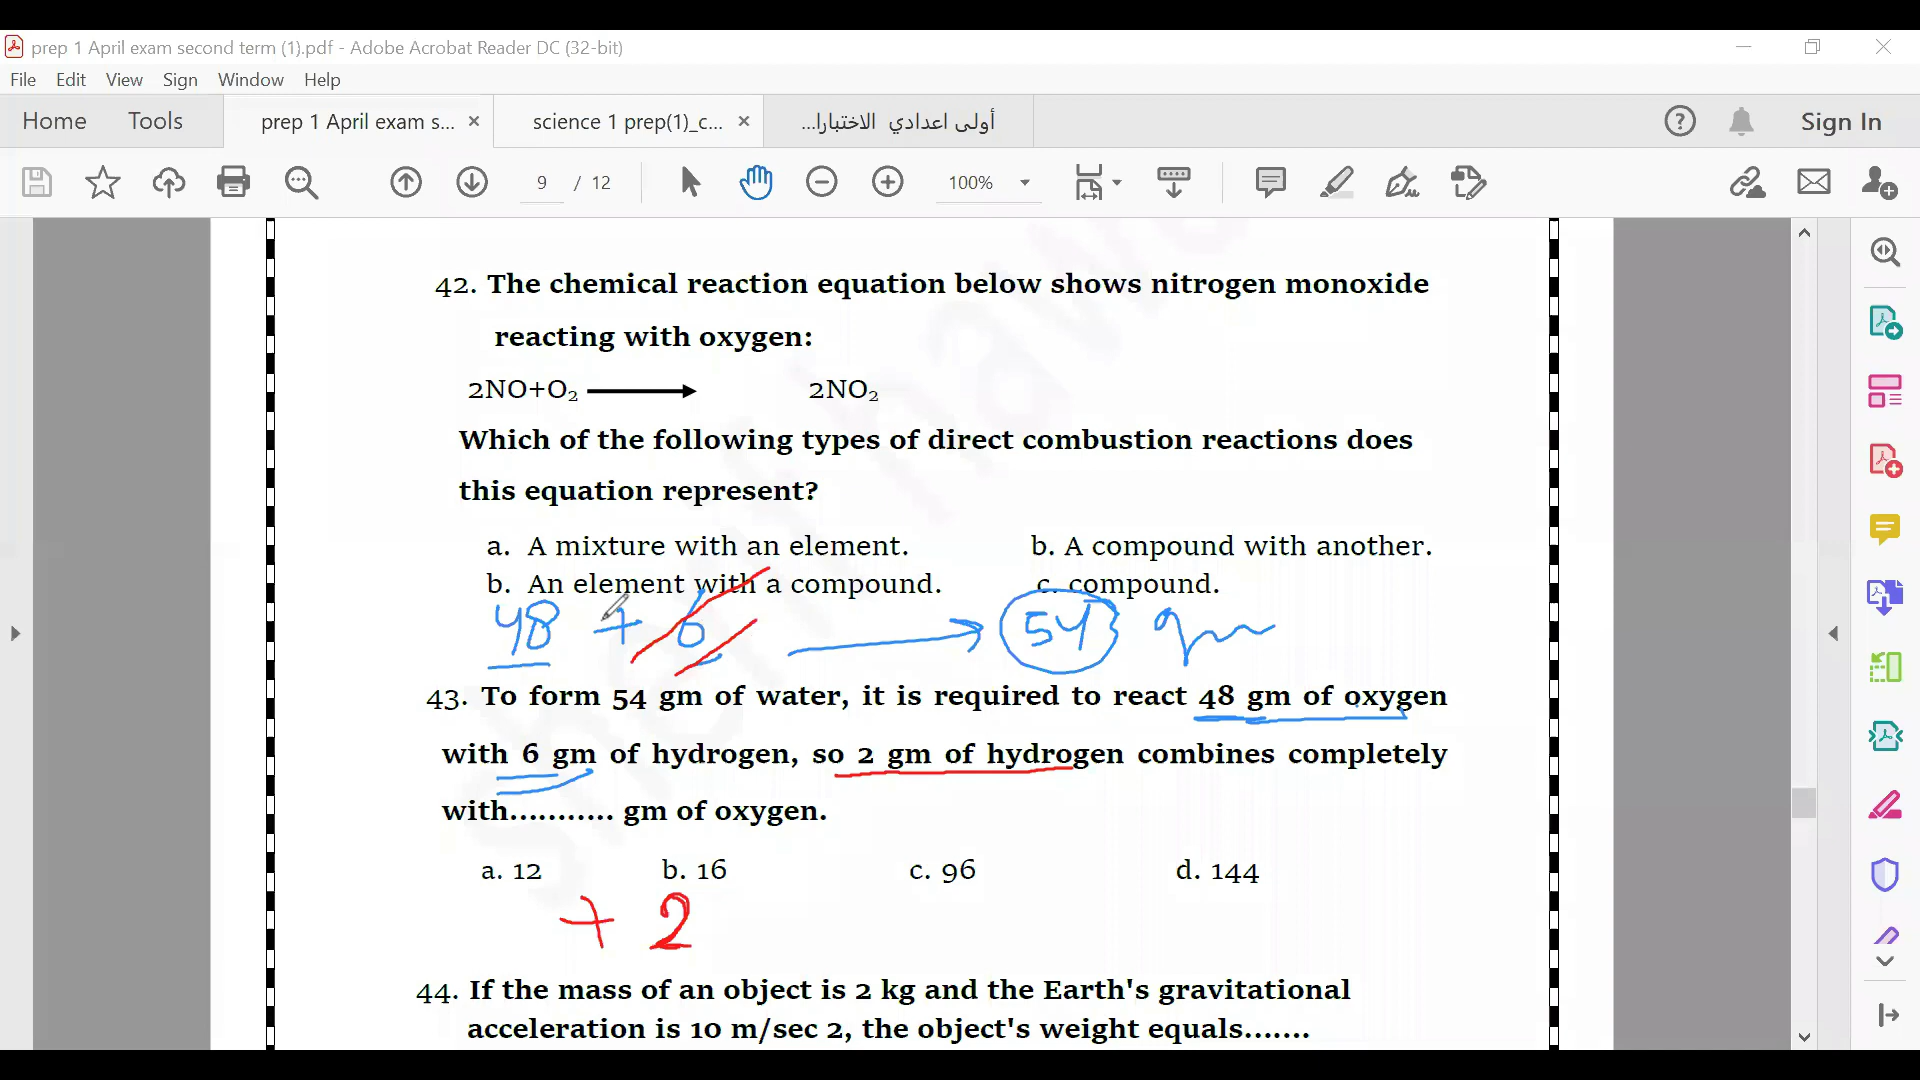 prep 1 April exam second term (1).pdf - Adobe Acrobat Reader DC (32-bit)
File Edit View Sign Window Help
Home Tools prep 1 April exam s... × science 1 prep(1)_c... × أولى اعدادي الاختبارا... Sign In
9 / 12 100%
42. The chemical reaction equation below shows nitrogen monoxide
reacting with oxygen:
2NO+O₂ ⟶ 2NO₂
Which of the following types of direct combustion reactions does
this equation represent?
a. A mixture with an element. b. A compound with another.
b. An element with a compound. c. compound.
48 + 6 ⟶ 54 gm
43. To form 54 gm of water, it is required to react 48 gm of oxygen
with 6 gm of hydrogen, so 2 gm of hydrogen combines completely
with........... gm of oxygen.
a. 12 b. 16 c. 96 d. 144
+ 2
44. If the mass of an object is 2 kg and the Earth's gravitational
acceleration is 10 m/sec 2, the object's weight equals.......